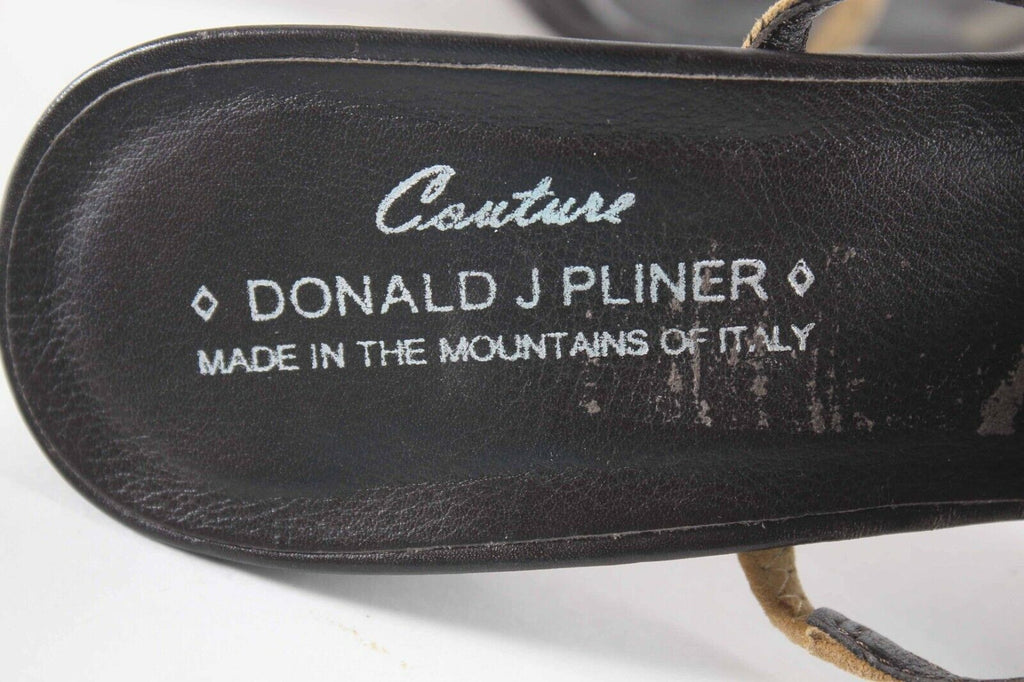 Couture
DONALD J PLINER
MADE IN THE MOUNTAINS OF ITALY